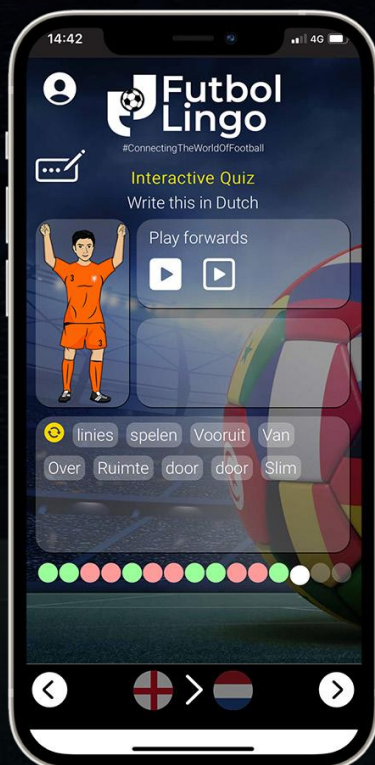 14:42
4G
Futbol
Lingo
#ConnectingTheWorldOfFootball
Interactive Quiz
Write this in Dutch
Play forwards
3
3
linies spelen Vooruit Van
Over Ruimte door door Slim